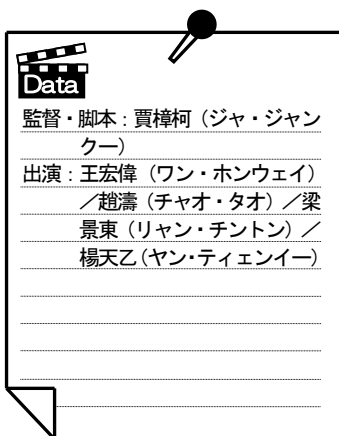 Data
監督・脚本：賈樟柯（ジャ・ジャン
クー）
出演：王宏偉（ワン・ホンウェイ）
／趙濤（チャオ・タオ）／梁
景東（リャン・チントン）／
楊天乙（ヤン・ティェンイー）